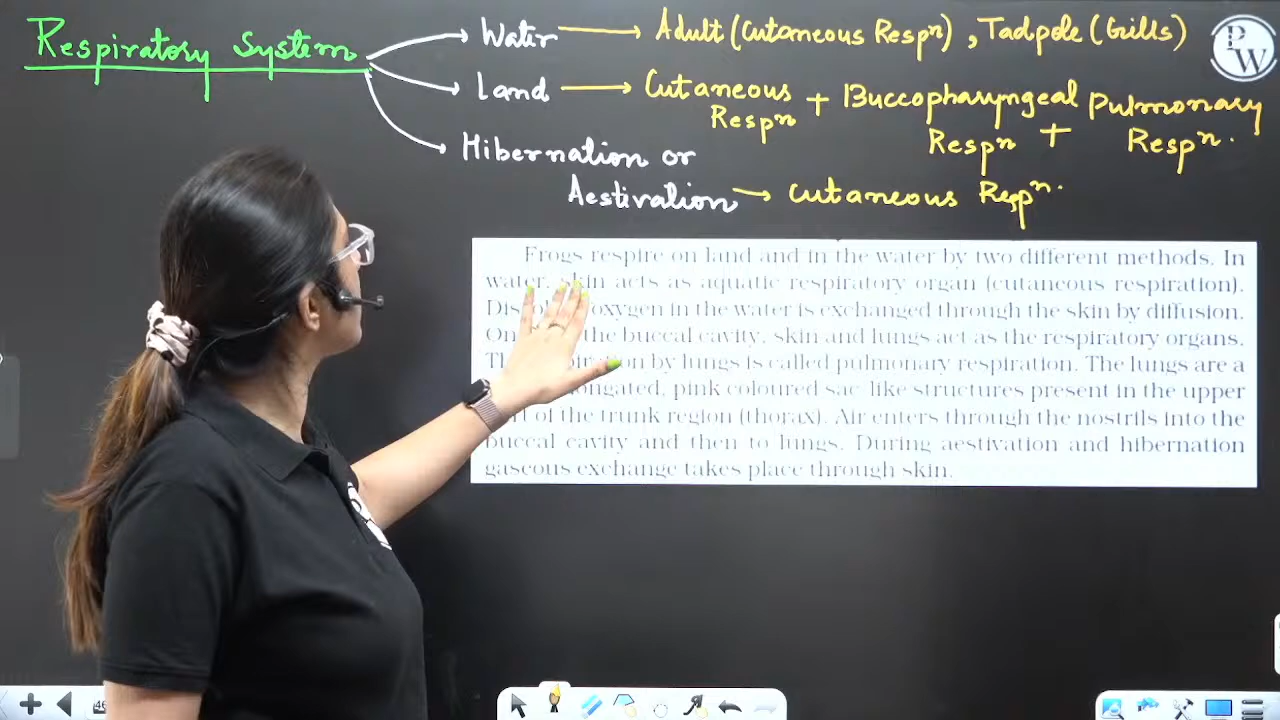 Respiratory System
Water → Adult (Cutaneous Respⁿ), Tadpole (Gills)
Land → Cutaneous Respⁿ + Buccopharyngeal Respⁿ + Pulmonary Respⁿ.
Hibernation or
Aestivation → Cutaneous Respⁿ.
PW
Frogs respire on land and in the water by two different methods. In
water, skin acts as aquatic respiratory organ (cutaneous respiration).
oxygen in the water is exchanged through the skin by diffusion.
On the buccal cavity, skin and lungs act as the respiratory organs.
by lungs is called pulmonary respiration. The lungs are a
elongated, pink coloured sac-like structures present in the upper
of the trunk region (thorax). Air enters through the nostrils into the
buccal cavity and then to lungs. During aestivation and hibernation
gaseous exchange takes place through skin.
46